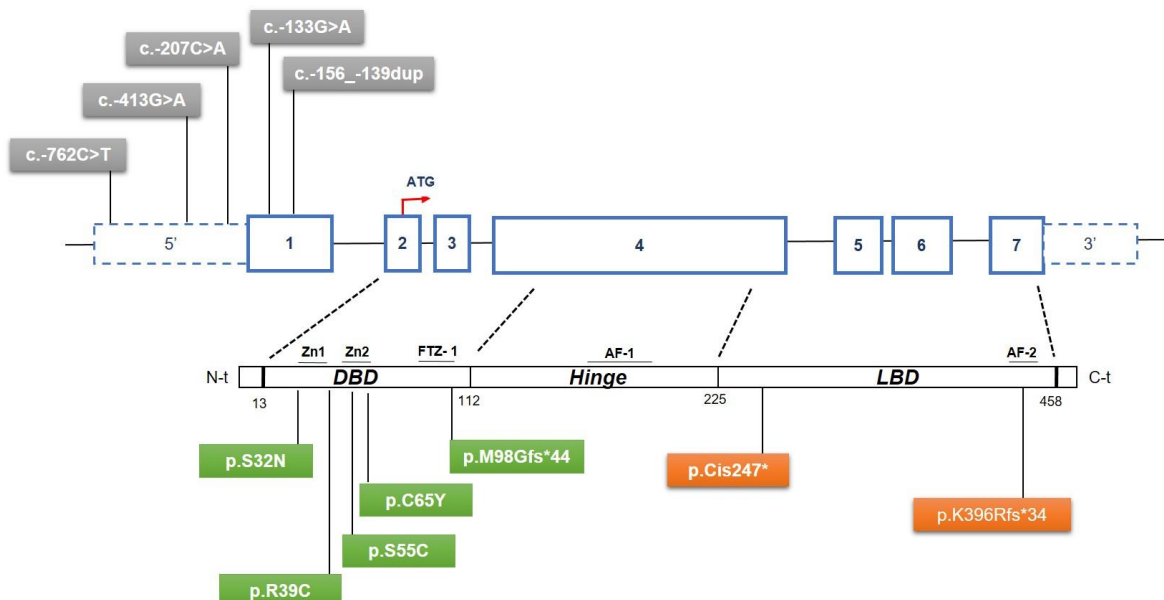 c.-133G>A
c.-207C>A
c.-156_-139dup
c.-413G>A
c.-762C>T
ATG
5' 1 2 3 4 5 6 7 3'
Zn1 Zn2 FTZ- 1 AF-1 AF-2
N-t DBD Hinge LBD C-t
13 112 225 458
p.S32N
p.M98Gfs*44
p.Cis247*
p.C65Y
p.K396Rfs*34
p.S55C
p.R39C